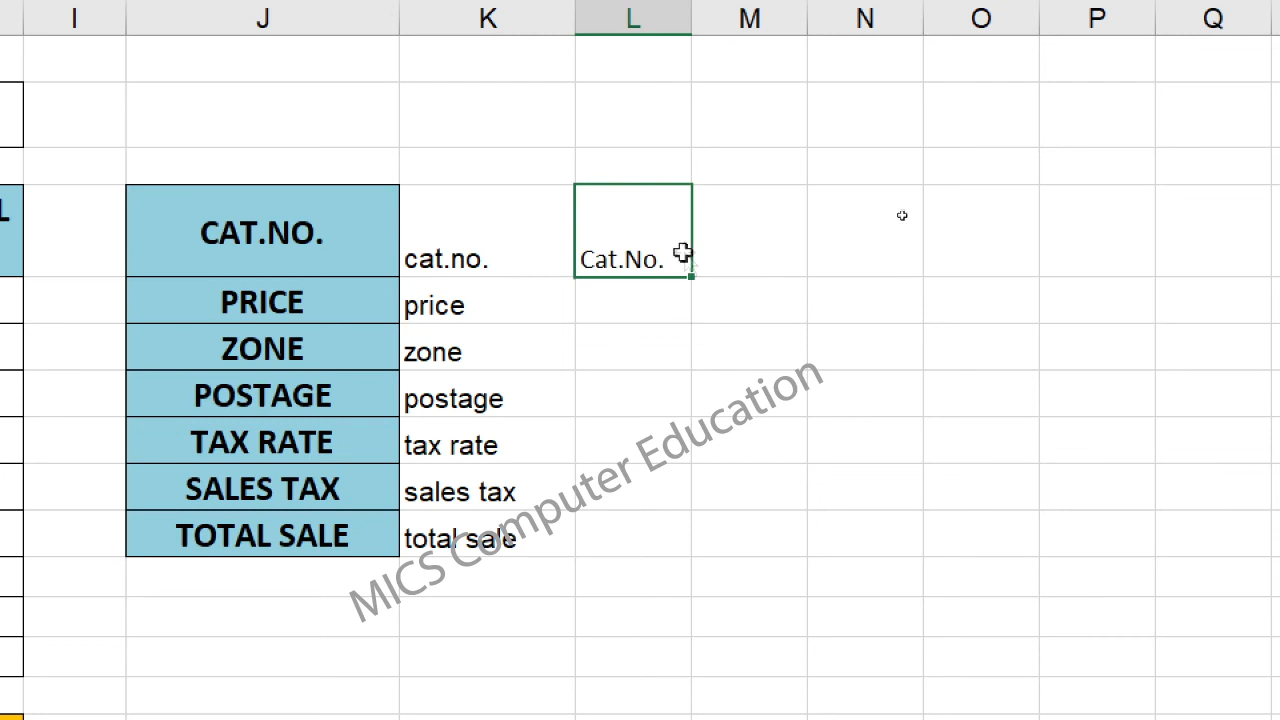 I J K L M N O P Q
L
CAT.NO. cat.no. Cat.No.
PRICE price
ZONE zone
POSTAGE postage
TAX RATE tax rate
SALES TAX sales tax
TOTAL SALE total sale
MICS Computer Education